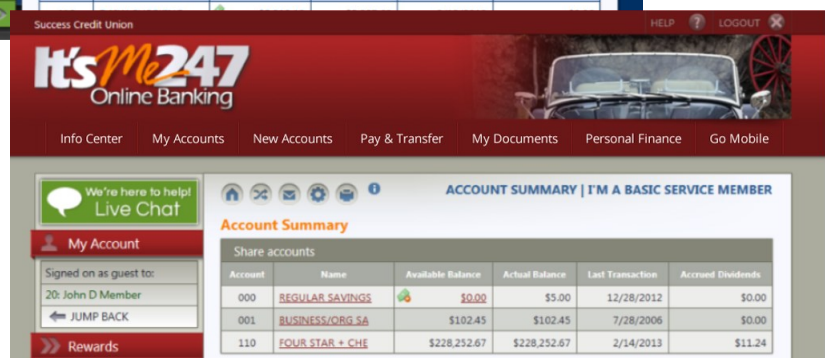 Success Credit Union
HELP ? LOGOUT
It's Me 247
Online Banking
Info Center My Accounts New Accounts Pay & Transfer My Documents Personal Finance Go Mobile
We're here to help!
Live Chat
ACCOUNT SUMMARY | I'M A BASIC SERVICE MEMBER
Account Summary
My Account
Share accounts
Signed on as guest to:
Account Name Available Balance Actual Balance Last Transaction Accrued Dividends
20: John D Member
000 REGULAR SAVINGS $0.00 $5.00 12/28/2012 $0.00
JUMP BACK
001 BUSINESS/ORG SA $102.45 $102.45 7/28/2006 $0.00
Rewards
110 FOUR STAR + CHE $228,252.67 $228,252.67 2/14/2013 $11.24